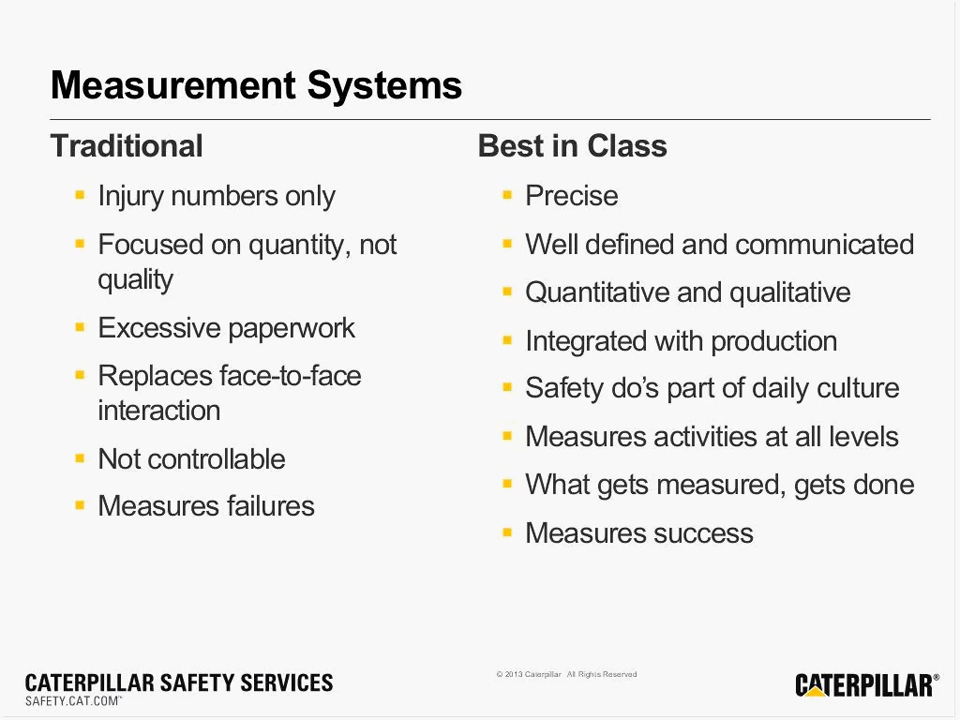 Measurement Systems
Traditional
Injury numbers only
Focused on quantity, not
quality
Excessive paperwork
Replaces face-to-face
interaction
Not controllable
Measures failures
Best in Class
Precise
Well defined and communicated
Quantitative and qualitative
Integrated with production
Safety do’s part of daily culture
Measures activities at all levels
What gets measured, gets done
Measures success
CATERPILLAR SAFETY SERVICES
SAFETY.CAT.COM™
© 2013 Caterpillar All Rights Reserved
CATERPILLAR®